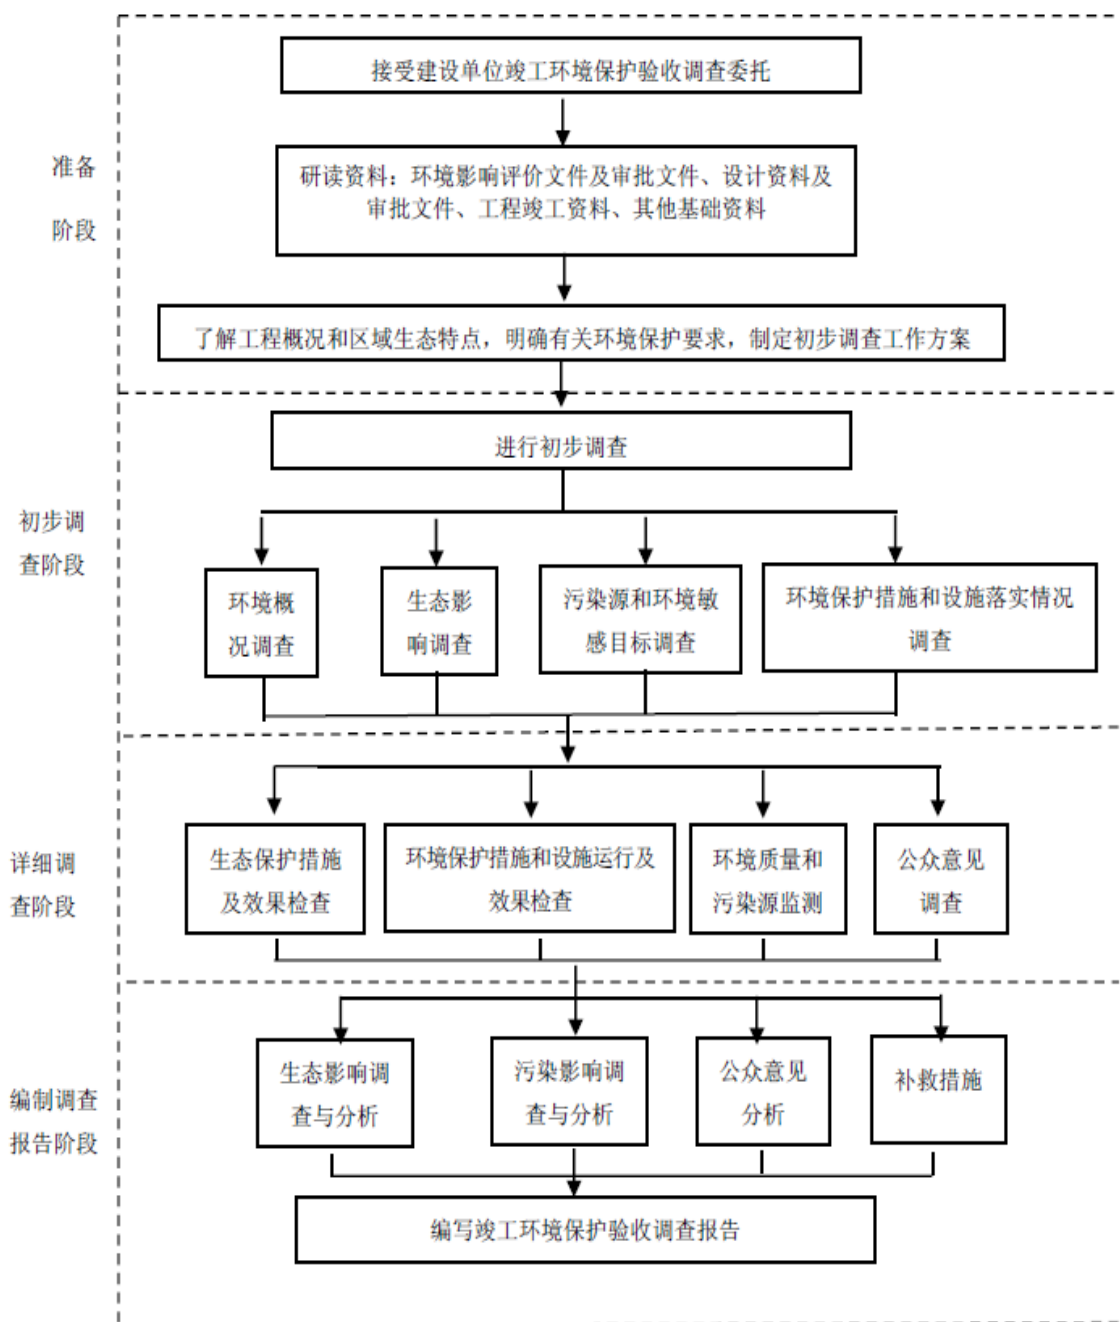 接受建设单位竣工环境保护验收调查委托
准备
阶段
研读资料：环境影响评价文件及审批文件、设计资料及
审批文件、工程竣工资料、其他基础资料
了解工程概况和区域生态特点，明确有关环境保护要求，制定初步调查工作方案
进行初步调查
初步调
查阶段
环境概
况调查
生态影
响调查
污染源和环境敏
感目标调查
环境保护措施和设施落实情况
调查
详细调
查阶段
生态保护措施
及效果检查
环境保护措施和设施运行及
效果检查
环境质量和
污染源监测
公众意见
调查
编制调查
报告阶段
生态影响调
查与分析
污染影响调
查与分析
公众意见
分析
补救措施
编写竣工环境保护验收调查报告